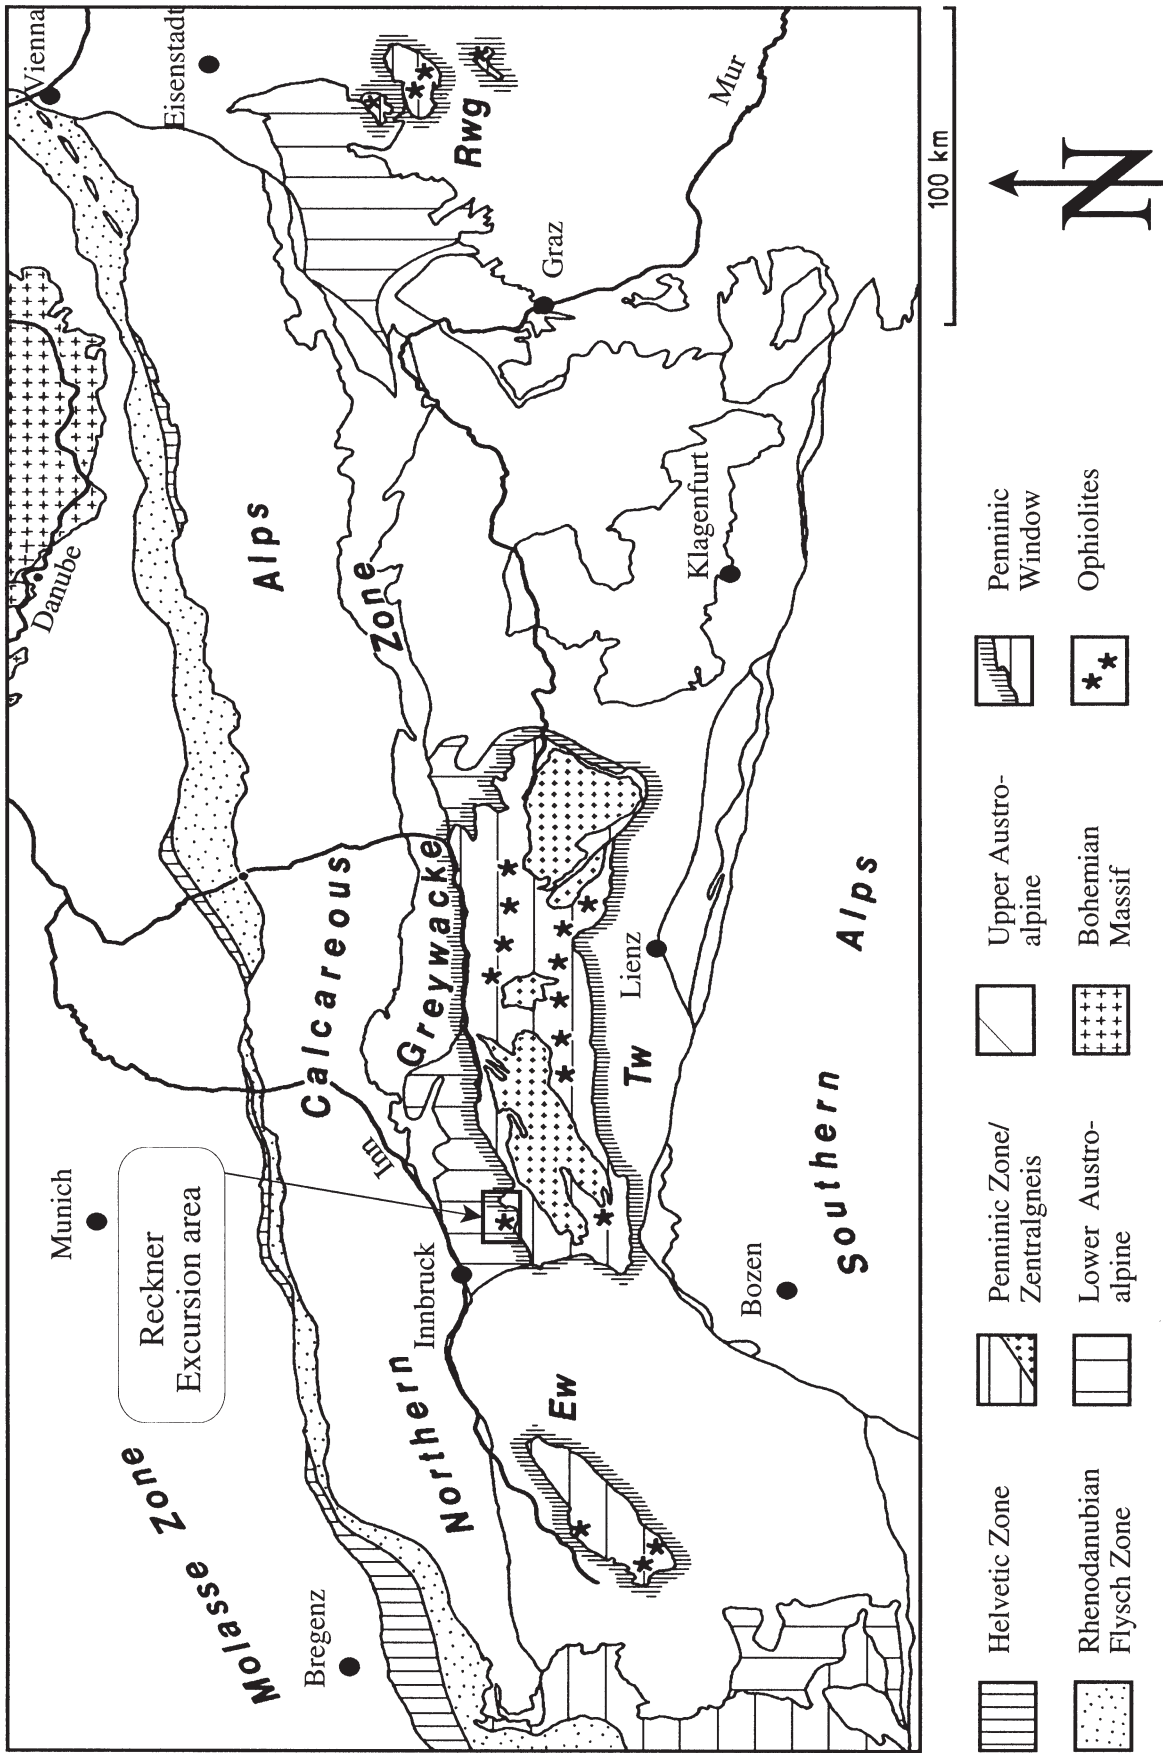 Molasse Zone
Munich
Reckner
Excursion area
Bregenz
Danube
Vienna
Eisenstadt
Northern
Calcareous
Alps
Inn
Innbruck
Greywacke
Zone
Rwg
Ew
Tw
Graz
Mur
Lienz
Klagenfurt
Bozen
Southern
Alps
100 km
N
Helvetic Zone
Penninic Zone/
Zentralgneis
Upper Austro-
alpine
Penninic
Window
Rhenodanubian
Flysch Zone
Lower Austro-
alpine
Bohemian
Massif
Ophiolites